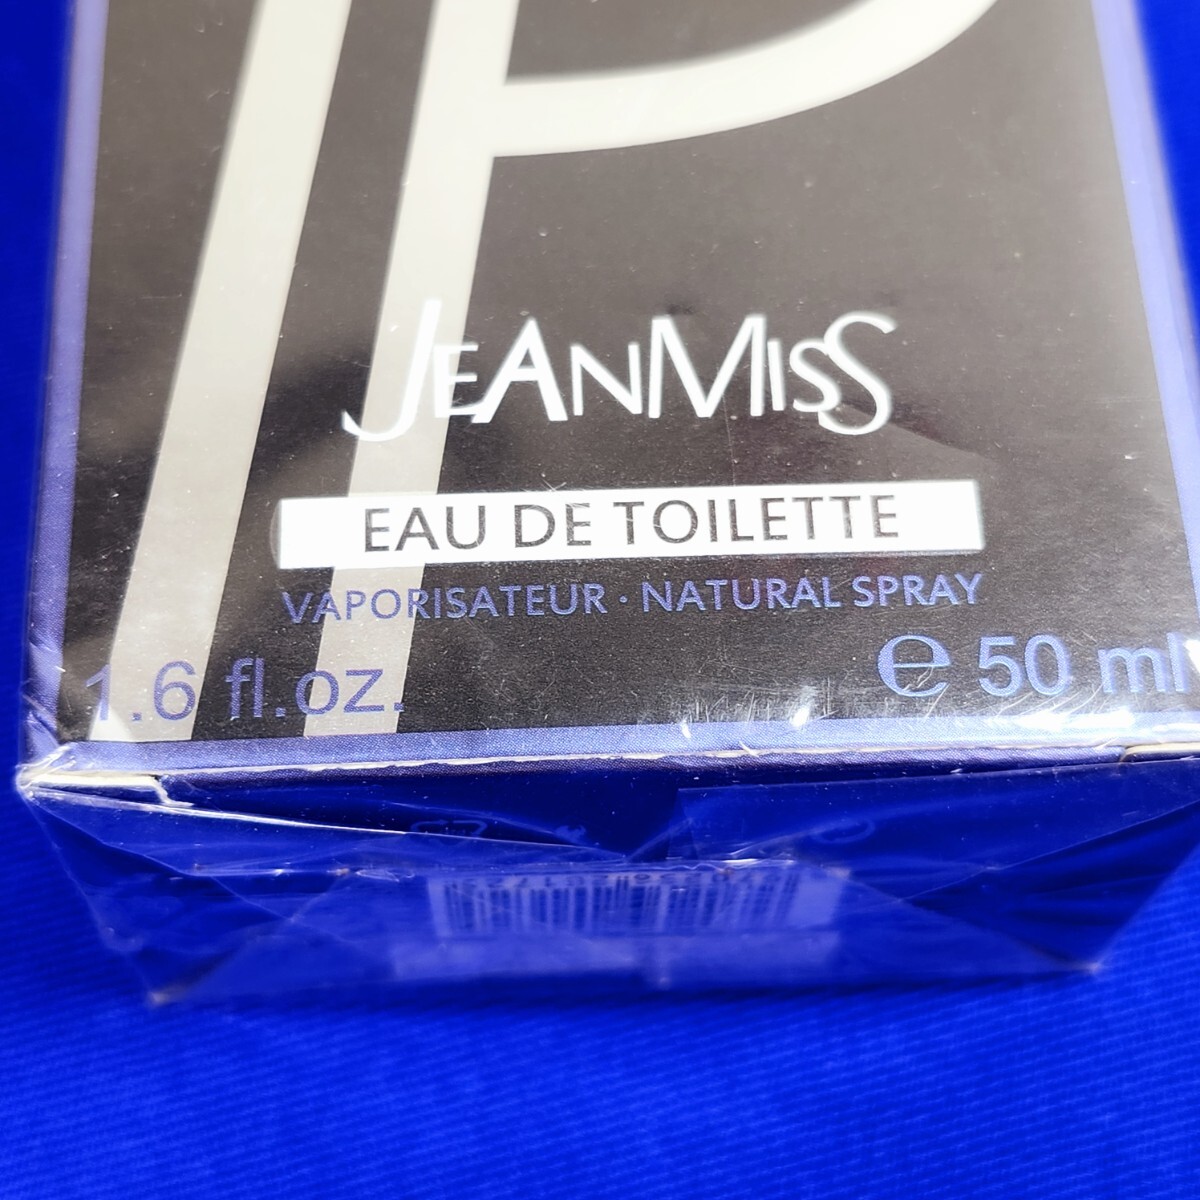 P
JEANMISS
EAU DE TOILETTE
VAPORISATEUR · NATURAL SPRAY
1.6 fl.oz.
℮ 50 ml